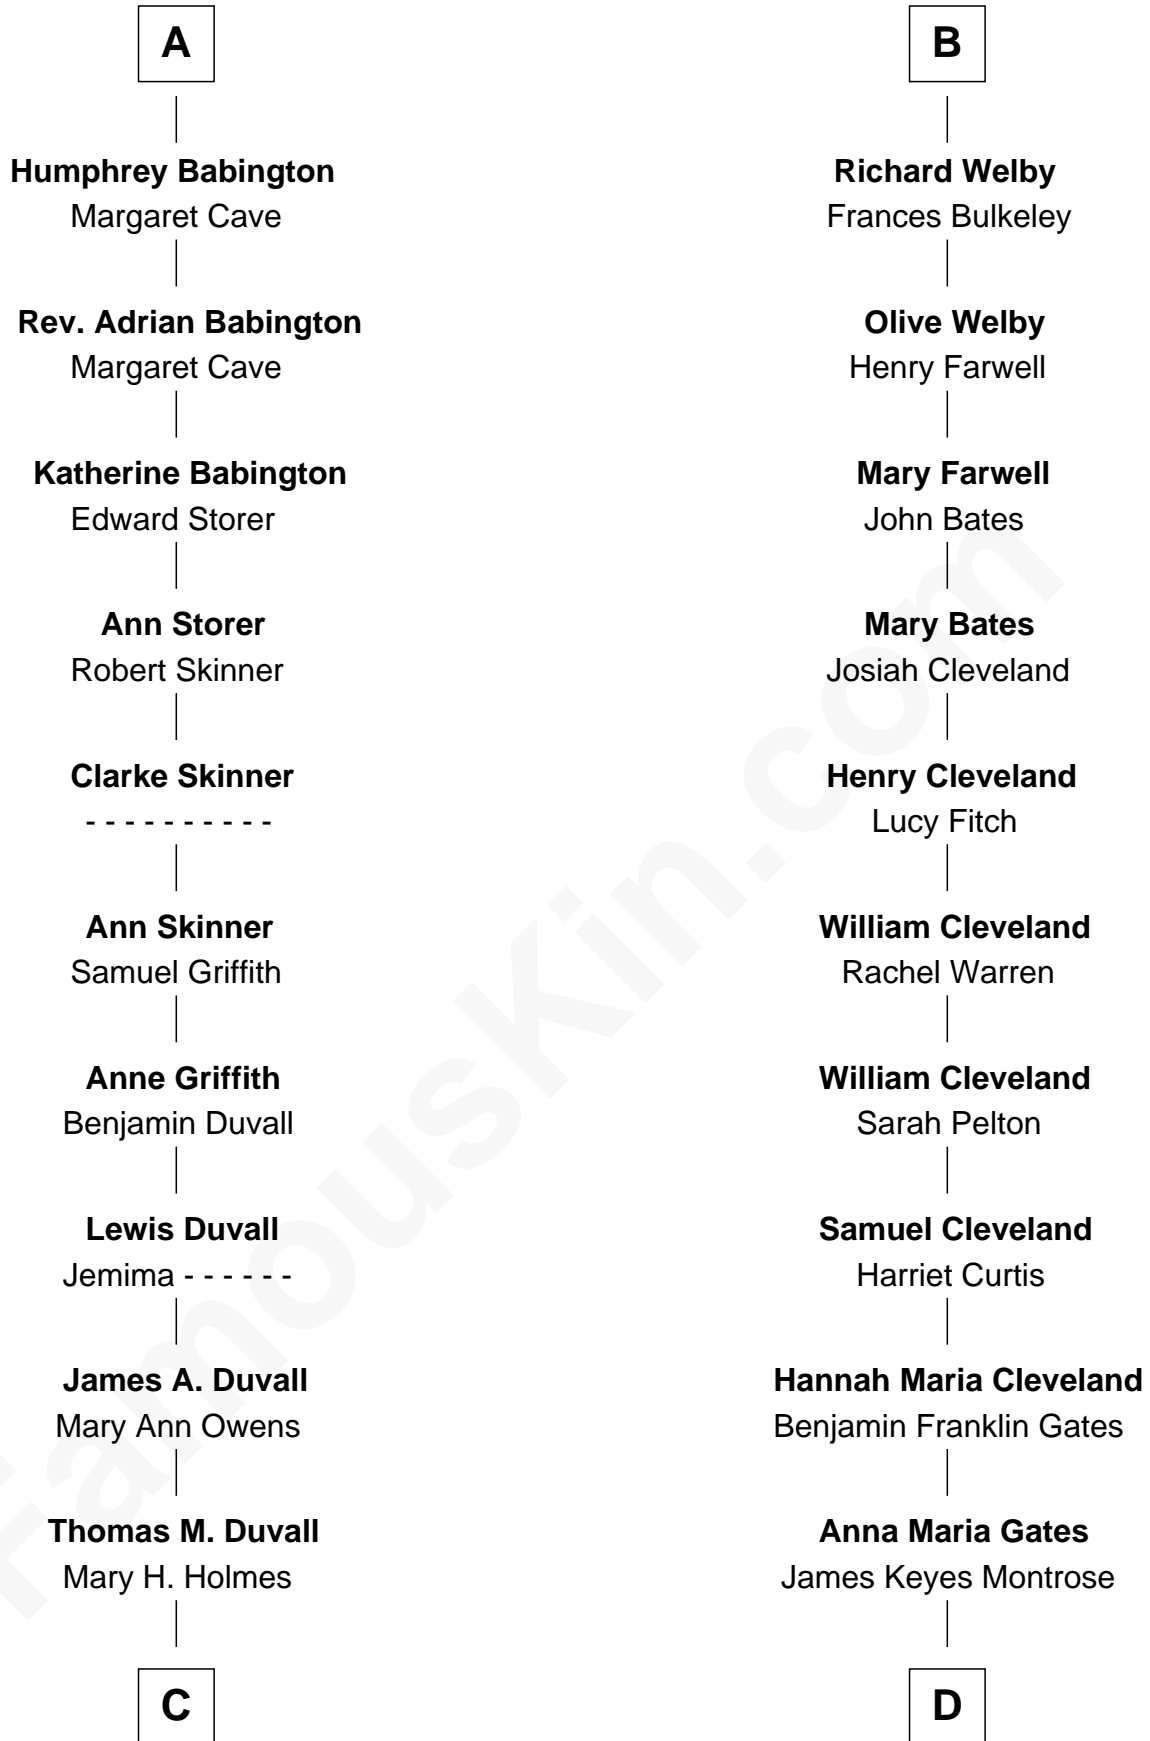 A
Humphrey Babington
Margaret Cave
Rev. Adrian Babington
Margaret Cave
Katherine Babington
Edward Storer
Ann Storer
Robert Skinner
Clarke Skinner
- - - - - - - - - -
Ann Skinner
Samuel Griffith
Anne Griffith
Benjamin Duvall
Lewis Duvall
Jemima - - - - - -
James A. Duvall
Mary Ann Owens
Thomas M. Duvall
Mary H. Holmes
C
B
Richard Welby
Frances Bulkeley
Olive Welby
Henry Farwell
Mary Farwell
John Bates
Mary Bates
Josiah Cleveland
Henry Cleveland
Lucy Fitch
William Cleveland
Rachel Warren
William Cleveland
Sarah Pelton
Samuel Cleveland
Harriet Curtis
Hannah Maria Cleveland
Benjamin Franklin Gates
Anna Maria Gates
James Keyes Montrose
D
FamousKin.com